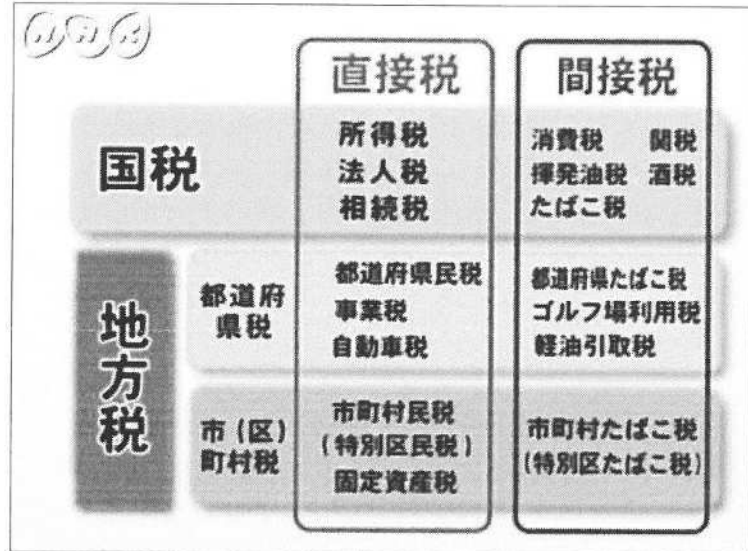 NHK
直接税
間接税
国税
所得税
法人税
相続税
消費税 関税
揮発油税 酒税
たばこ税
地方税
都道府
県税
都道府県民税
事業税
自動車税
都道府県たばこ税
ゴルフ場利用税
軽油引取税
市(区)
町村税
市町村民税
(特別区民税)
固定資産税
市町村たばこ税
(特別区たばこ税)